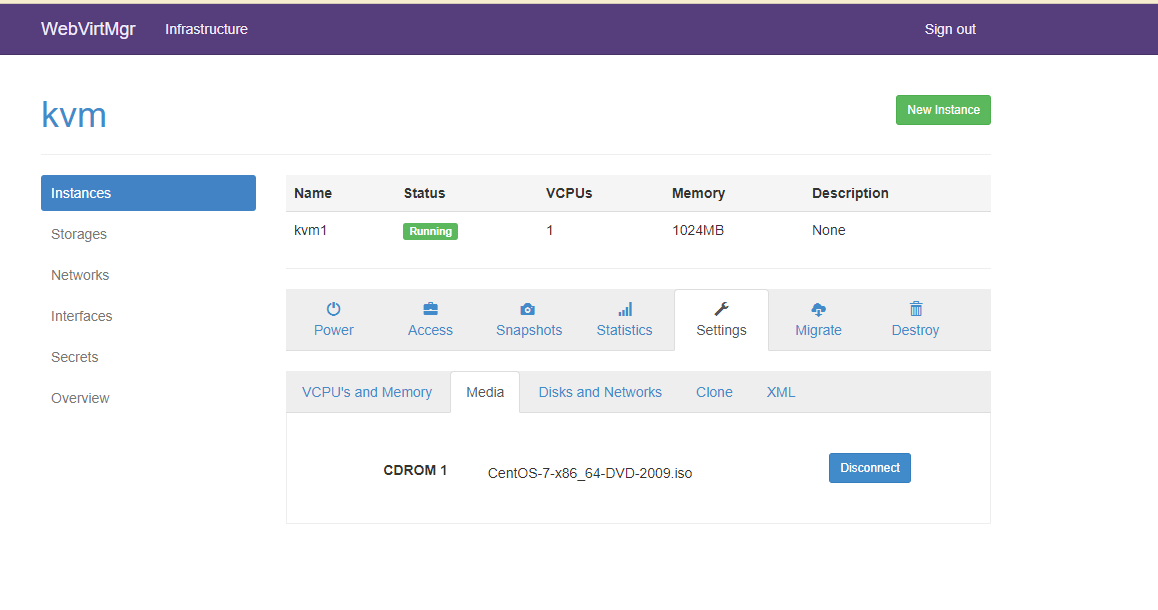 WebVirtMgr Infrastructure Sign out
kvm
New Instance
Instances
Storages
Networks
Interfaces
Secrets
Overview
Name Status VCPUs Memory Description
kvm1 Running 1 1024MB None
Power Access Snapshots Statistics Settings Migrate Destroy
VCPU's and Memory Media Disks and Networks Clone XML
CDROM 1 CentOS-7-x86_64-DVD-2009.iso Disconnect